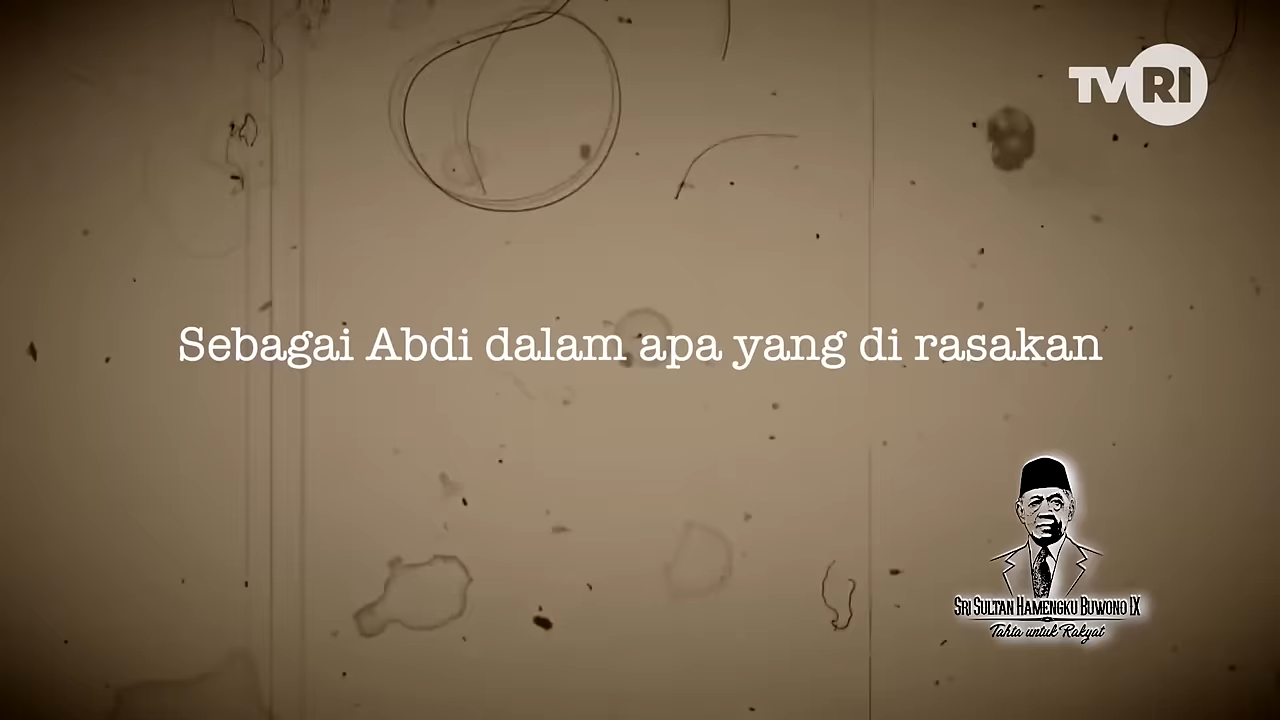 TVRI
Sebagai Abdi dalam apa yang di rasakan
SRI SULTAN HAMENGKU BUWONO IX
Tahta untuk Rakyat